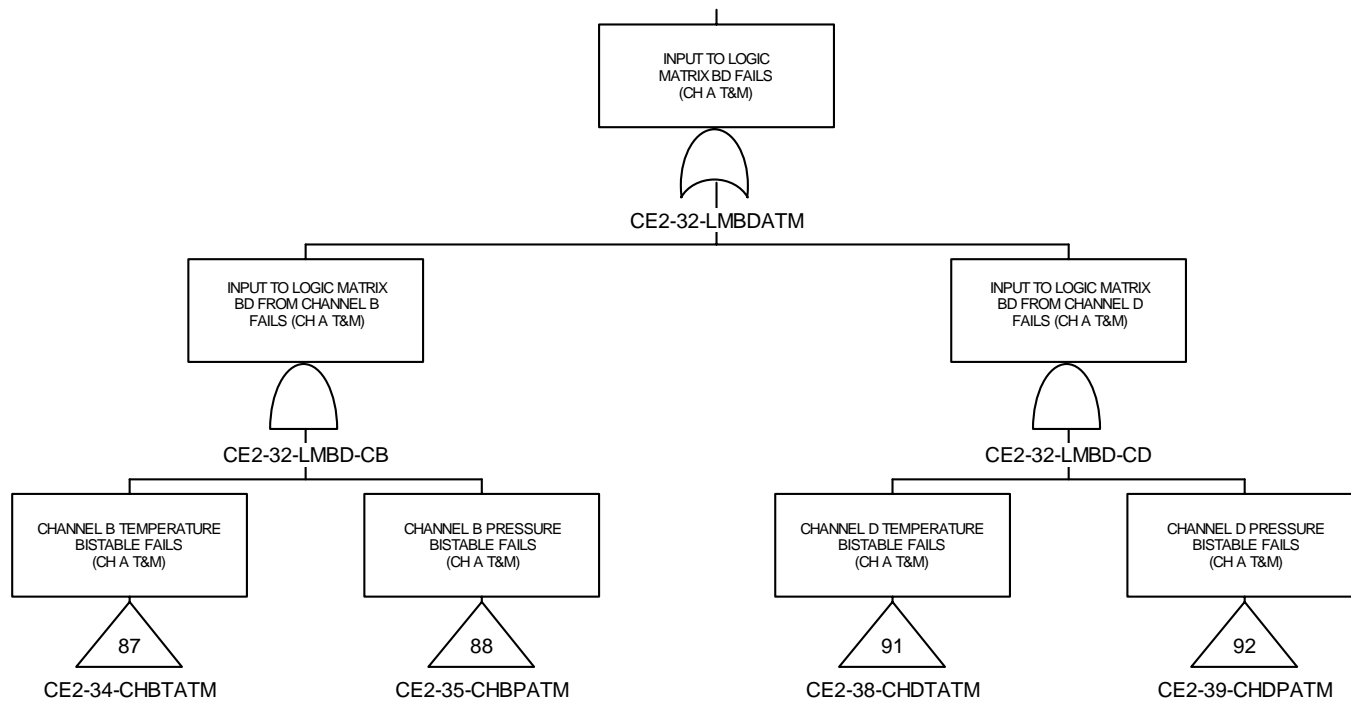 INPUT TO LOGIC
MATRIX BD FAILS
(CH A T&M)
CE2-32-LMBDATM
INPUT TO LOGIC MATRIX
BD FROM CHANNEL B
FAILS (CH A T&M)
INPUT TO LOGIC MATRIX
BD FROM CHANNEL D
FAILS (CH A T&M)
CE2-32-LMBD-CB
CE2-32-LMBD-CD
CHANNEL B TEMPERATURE
BISTABLE FAILS
(CH A T&M)
CHANNEL B PRESSURE
BISTABLE FAILS
(CH A T&M)
CHANNEL D TEMPERATURE
BISTABLE FAILS
(CH A T&M)
CHANNEL D PRESSURE
BISTABLE FAILS
(CH A T&M)
87
88
91
92
CE2-34-CHBTATM
CE2-35-CHBPATM
CE2-38-CHDTATM
CE2-39-CHDPATM